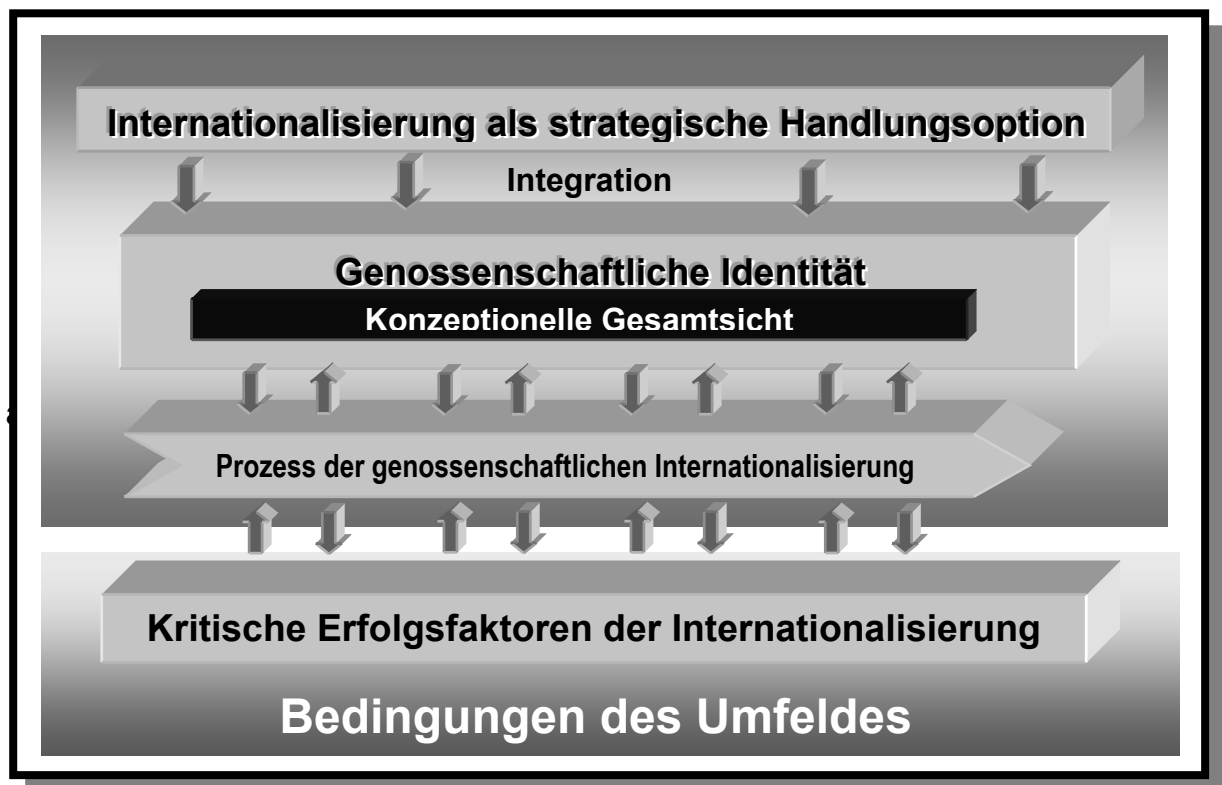 Internationalisierung als strategische Handlungsoption
Integration
Genossenschaftliche Identität
Konzeptionelle Gesamtsicht
Prozess der genossenschaftlichen Internationalisierung
Kritische Erfolgsfaktoren der Internationalisierung
Bedingungen des Umfeldes